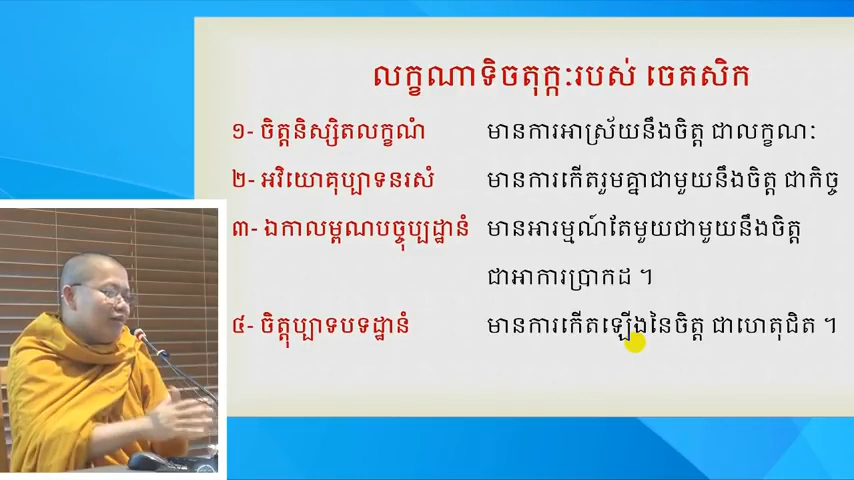 លក្ខណាទិចតុក្កៈរបស់ ចេតសិក
១- ចិត្តនិស្សិតលក្ខណំ មានការអាស្រ័យនឹងចិត្ត ជាលក្ខណៈ
២- អវិយោគុប្បាទនរសំ មានការកើតរួមគ្នាជាមួយនឹងចិត្ត ជាកិច្ច
៣- ឯកាលម្ពណបច្ចុប្បដ្ឋានំ មានអារម្មណ៍តែមួយជាមួយនឹងចិត្ត
ជាអាការប្រាកដ ។
៤- ចិត្តុប្បាទបទដ្ឋានំ មានការកើតឡើងនៃចិត្ត ជាហេតុជិត ។